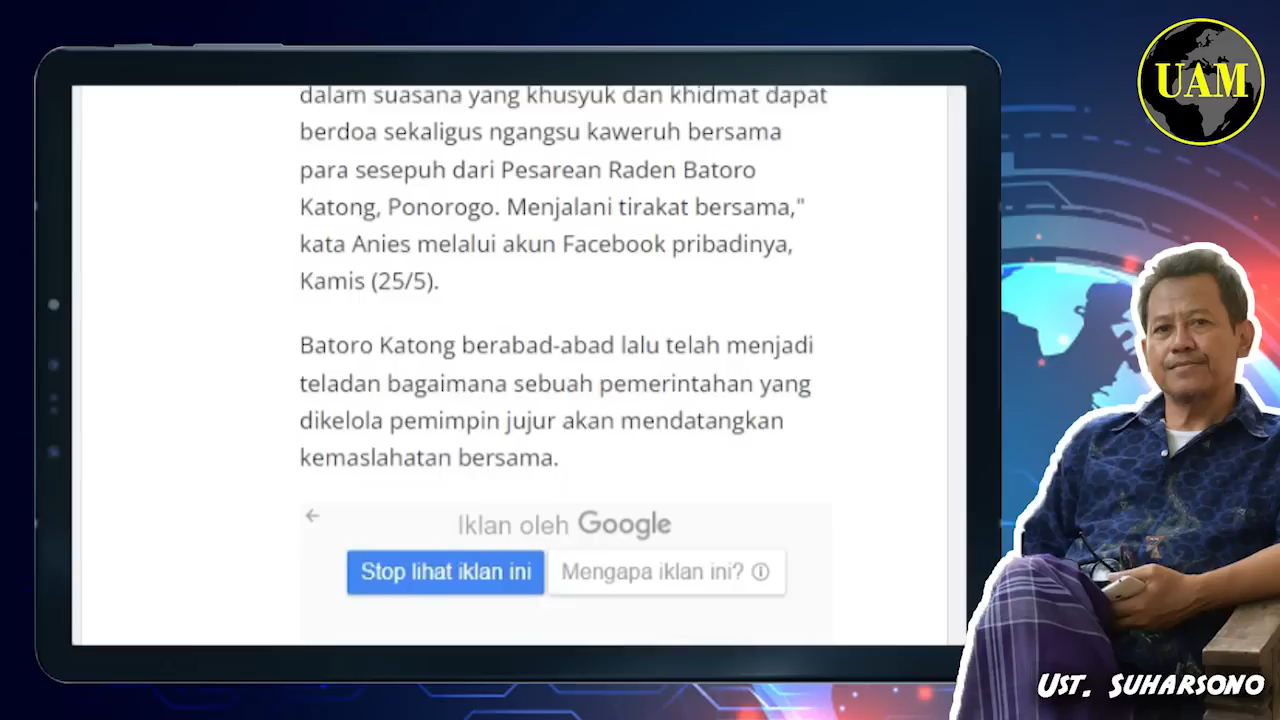 dalam suasana yang khusyuk dan khidmat dapat
berdoa sekaligus ngangsu kaweruh bersama
para sesepuh dari Pesarean Raden Batoro
Katong, Ponorogo. Menjalani tirakat bersama,"
kata Anies melalui akun Facebook pribadinya,
Kamis (25/5).
Batoro Katong berabad-abad lalu telah menjadi
teladan bagaimana sebuah pemerintahan yang
dikelola pemimpin jujur akan mendatangkan
kemaslahatan bersama.
Iklan oleh Google
Stop lihat iklan ini
Mengapa iklan ini?
UAM
Ust. Suharsono